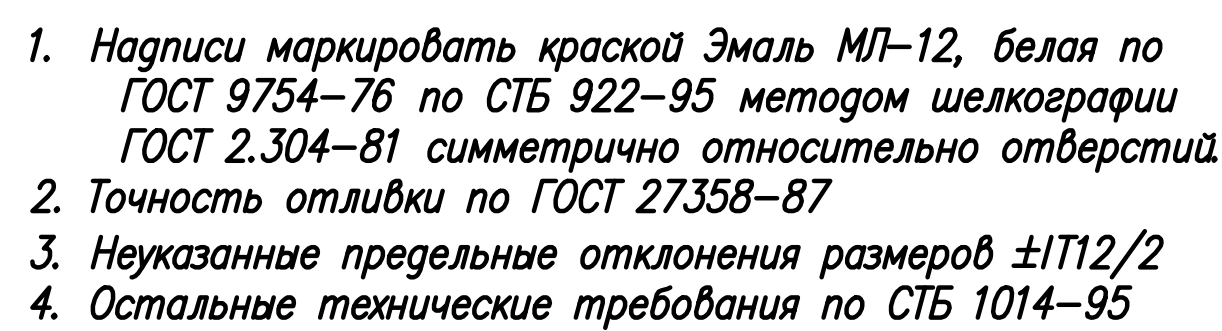 1. Надписи маркировать краской Эмаль МЛ–12, белая по
ГОСТ 9754–76 по СТБ 922–95 методом шелкографии
ГОСТ 2.304–81 симметрично относительно отверстий.
2. Точность отливки по ГОСТ 27358–87
3. Неуказанные предельные отклонения размеров ±IT12/2
4. Остальные технические требования по СТБ 1014–95